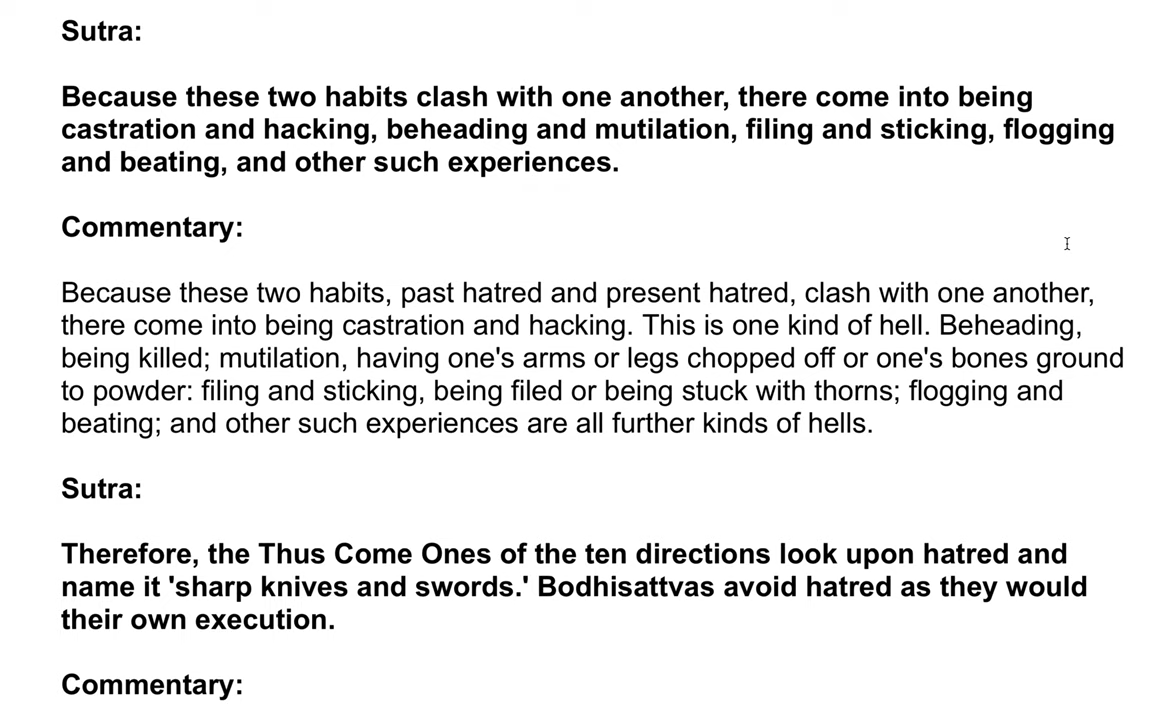 Sutra:
Because these two habits clash with one another, there come into being
castration and hacking, beheading and mutilation, filing and sticking, flogging
and beating, and other such experiences.
Commentary:
Because these two habits, past hatred and present hatred, clash with one another,
there come into being castration and hacking. This is one kind of hell. Beheading,
being killed; mutilation, having one's arms or legs chopped off or one's bones ground
to powder: filing and sticking, being filed or being stuck with thorns; flogging and
beating; and other such experiences are all further kinds of hells.
Sutra:
Therefore, the Thus Come Ones of the ten directions look upon hatred and
name it 'sharp knives and swords.' Bodhisattvas avoid hatred as they would
their own execution.
Commentary: